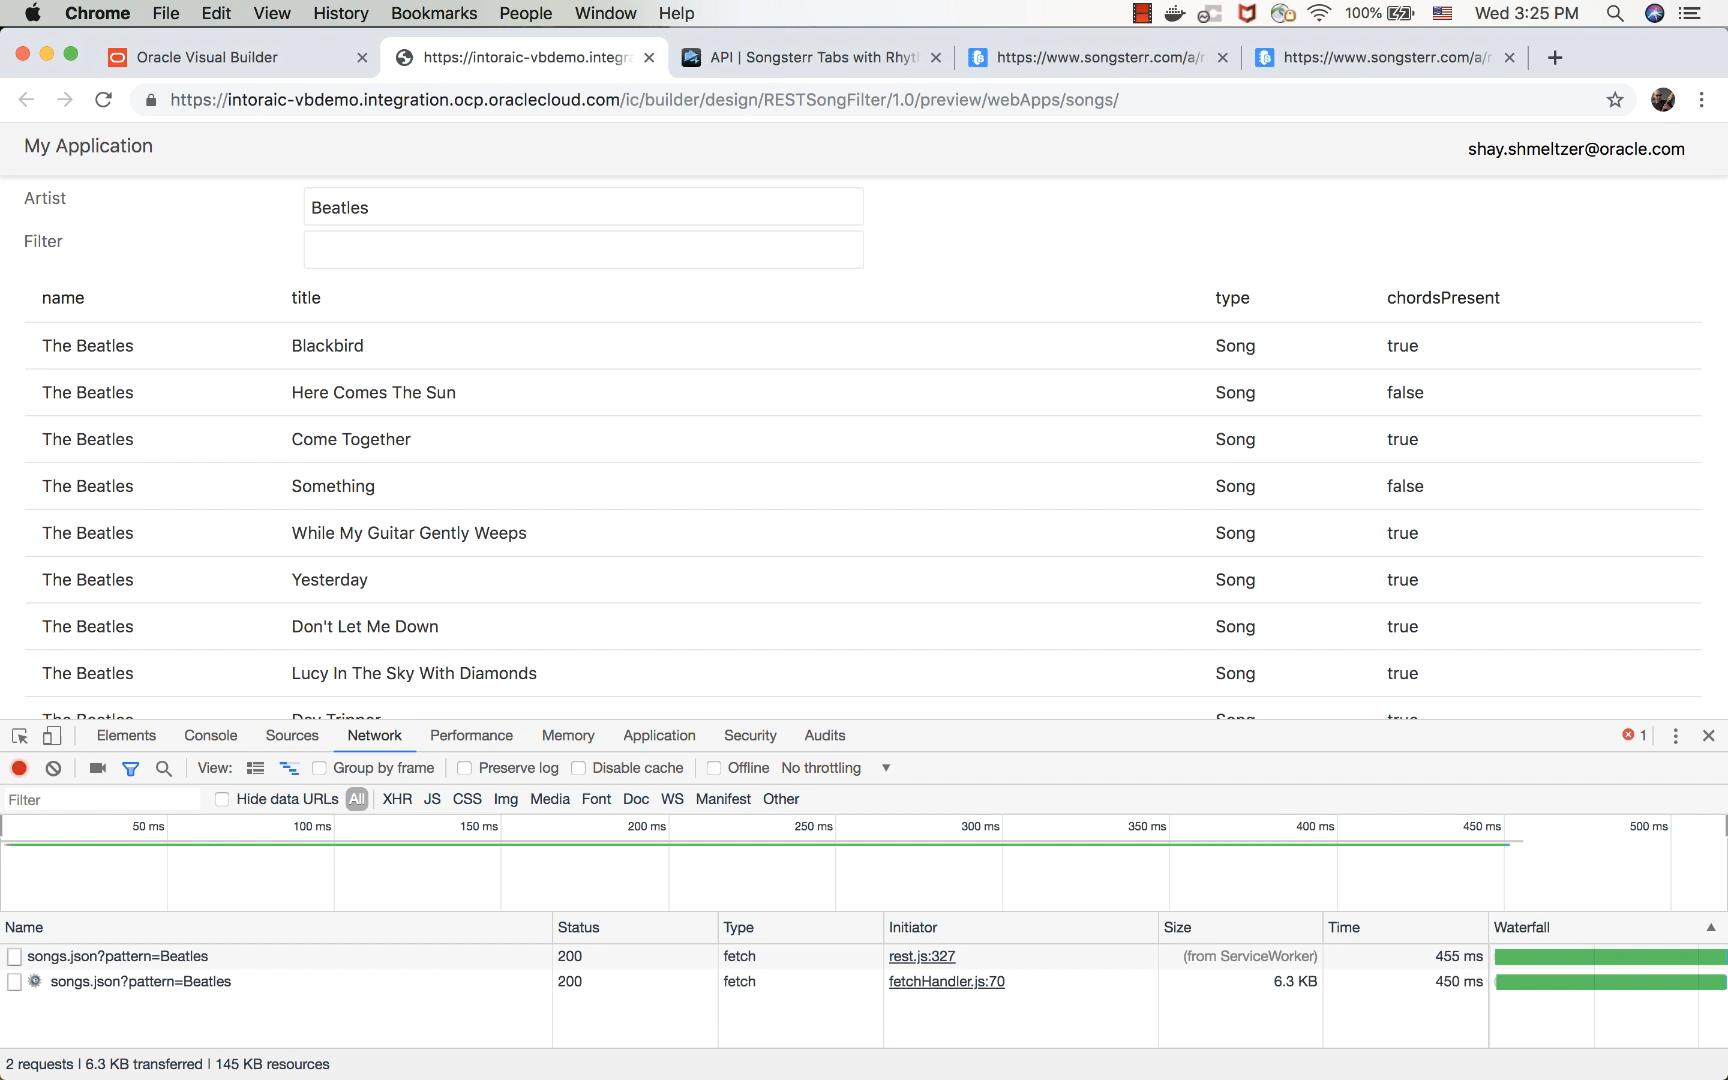 Chrome File Edit View History Bookmarks People Window Help 100% Wed 3:25 PM
Oracle Visual Builder https://intoraic-vbdemo.integra API | Songsterr Tabs with Rhyt https://www.songsterr.com/a/r https://www.songsterr.com/a/r
https://intoraic-vbdemo.integration.ocp.oraclecloud.com/ic/builder/design/RESTSongFilter/1.0/preview/webApps/songs/
My Application shay.shmeltzer@oracle.com
Artist Beatles
Filter
name title type chordsPresent
The Beatles Blackbird Song true
The Beatles Here Comes The Sun Song false
The Beatles Come Together Song true
The Beatles Something Song false
The Beatles While My Guitar Gently Weeps Song true
The Beatles Yesterday Song true
The Beatles Don't Let Me Down Song true
The Beatles Lucy In The Sky With Diamonds Song true
The Beatles Day Tripper Song true
Elements Console Sources Network Performance Memory Application Security Audits 1
View: Group by frame Preserve log Disable cache Offline No throttling
Filter Hide data URLs All XHR JS CSS Img Media Font Doc WS Manifest Other
50 ms 100 ms 150 ms 200 ms 250 ms 300 ms 350 ms 400 ms 450 ms 500 ms
Name Status Type Initiator Size Time Waterfall
songs.json?pattern=Beatles 200 fetch rest.js:327 (from ServiceWorker) 455 ms
songs.json?pattern=Beatles 200 fetch fetchHandler.js:70 6.3 KB 450 ms
2 requests | 6.3 KB transferred | 145 KB resources